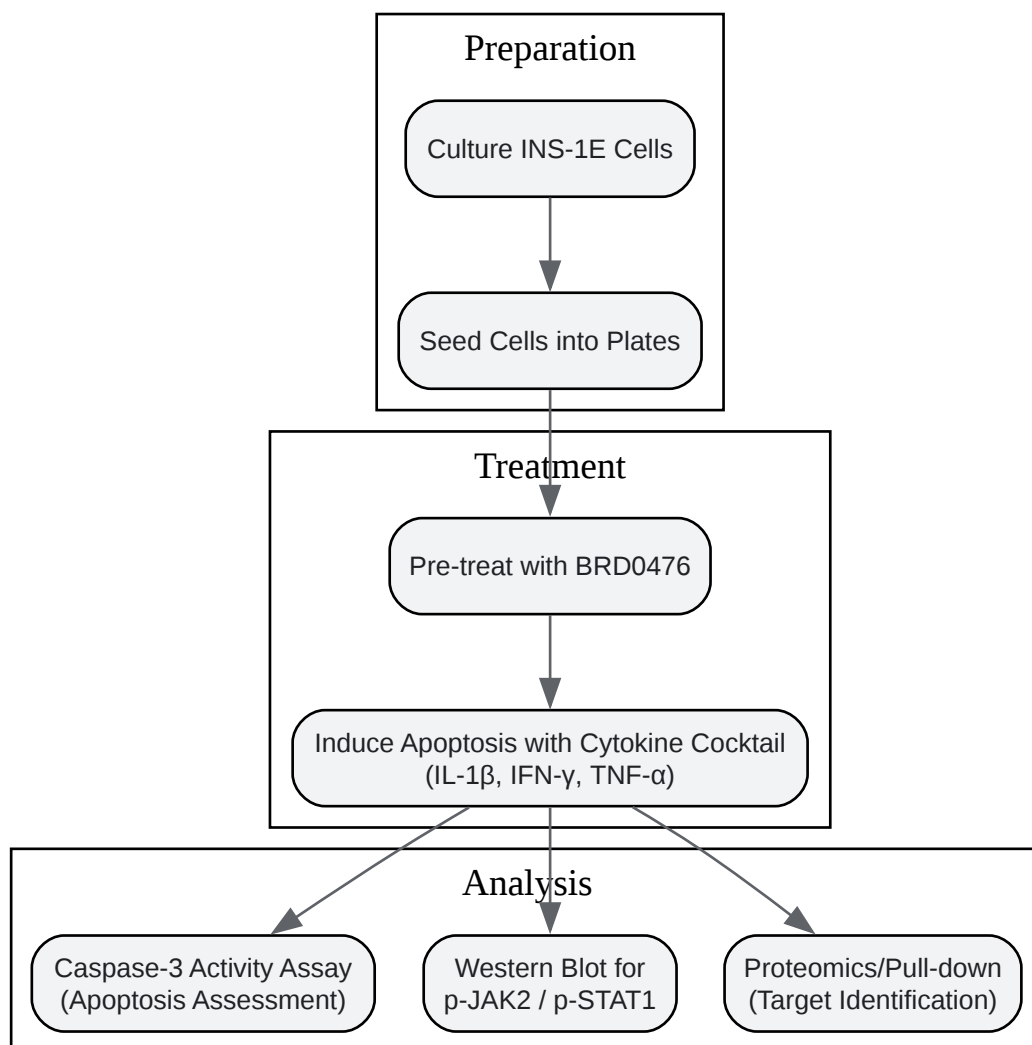 Preparation
Culture INS-1E Cells
Seed Cells into Plates
Treatment
Pre-treat with BRD0476
Induce Apoptosis with Cytokine Cocktail
(IL-1β, IFN-γ, TNF-α)
Analysis
Caspase-3 Activity Assay
(Apoptosis Assessment)
Western Blot for
p-JAK2 / p-STAT1
Proteomics/Pull-down
(Target Identification)